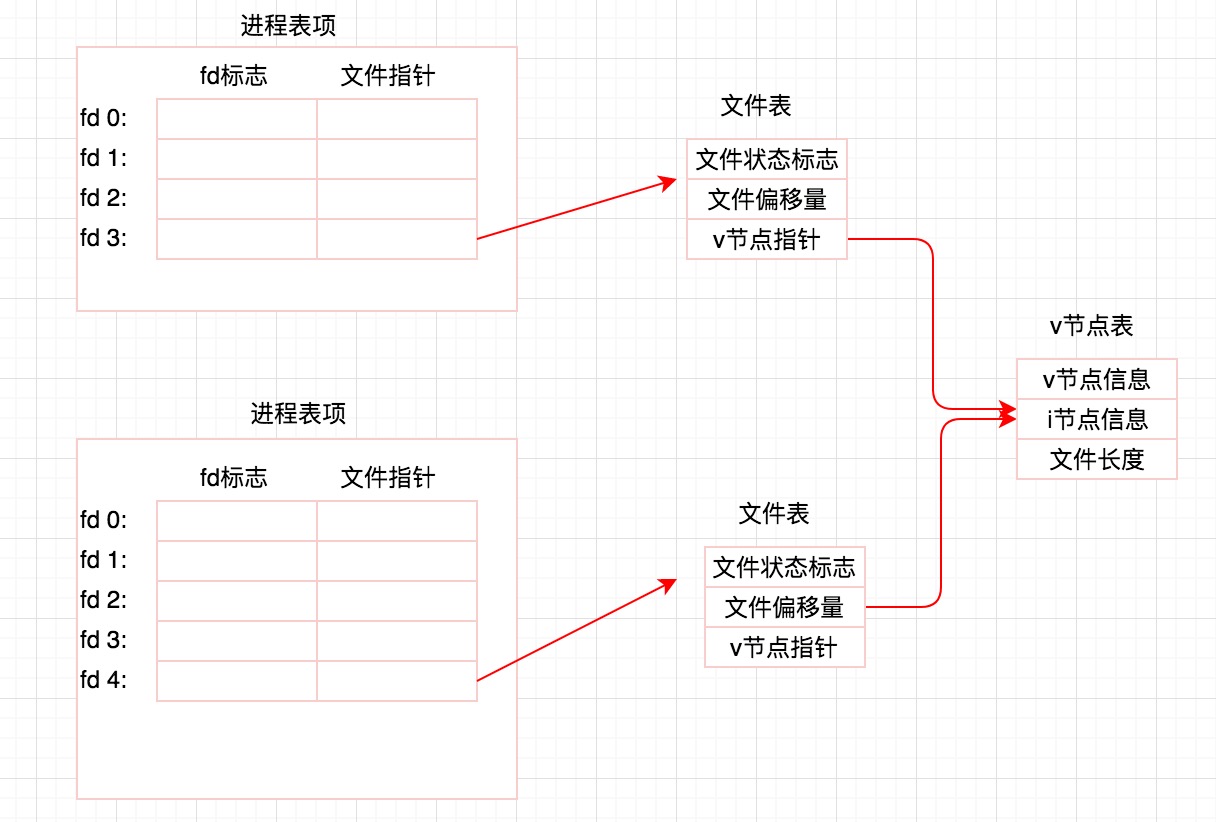 进程表项
fd标志 文件指针
fd 0:
fd 1:
fd 2:
fd 3:
文件表
文件状态标志
文件偏移量
v节点指针
v节点表
v节点信息
i节点信息
文件长度
进程表项
fd标志 文件指针
fd 0:
fd 1:
fd 2:
fd 3:
fd 4:
文件表
文件状态标志
文件偏移量
v节点指针